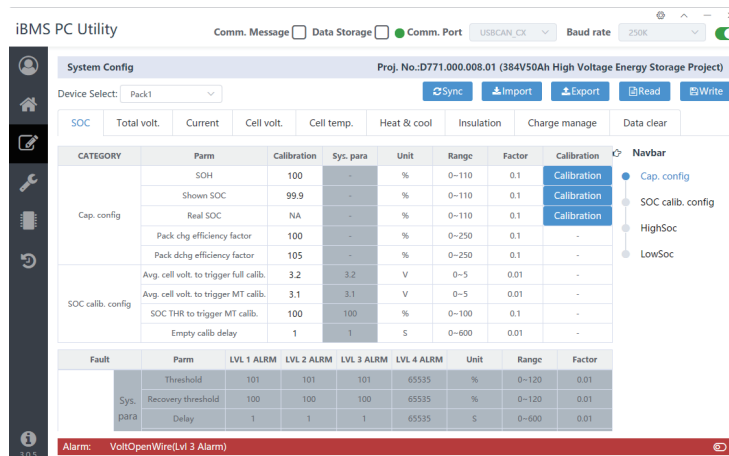 iBMS PC Utility Comm. Message Data Storage Comm. Port USBCAN_CX Baud rate 250K
System Config Proj. No.:D771.000.008.01 (384V50Ah High Voltage Energy Storage Project)
Device Select: Pack1 Sync Import Export Read Write
SOC Total volt. Current Cell volt. Cell temp. Heat & cool Insulation Charge manage Data clear
CATEGORY Parm Calibration Sys. para Unit Range Factor Calibration
SOH 100 - % 0~110 0.1 Calibration
Shown SOC 99.9 - % 0~110 0.1 Calibration
Cap. config Real SOC NA - % 0~110 0.1 Calibration
Pack chg efficiency factor 100 - % 0~250 0.1 -
Pack dchg efficiency factor 105 - % 0~250 0.1 -
Avg. cell volt. to trigger full calib. 3.2 3.2 V 0~5 0.01 -
Avg. cell volt. to trigger MT calib. 3.1 3.1 V 0~5 0.01 -
SOC calib. config SOC THR to trigger MT calib. 100 100 % 0~100 0.1 -
Empty calib delay 1 1 S 0~600 0.01 -
Navbar
Cap. config
SOC calib. config
HighSoc
LowSoc
Fault Parm LVL 1 ALRM LVL 2 ALRM LVL 3 ALRM LVL 4 ALRM Unit Range Factor
Threshold 101 101 101 65535 % 0~120 0.01
Sys. para Recovery threshold 100 100 100 65535 % 0~120 0.01
Delay 1 1 1 65535 S 0~600 0.01
Alarm: VoltOpenWire(Lvl 3 Alarm)
3.0.5